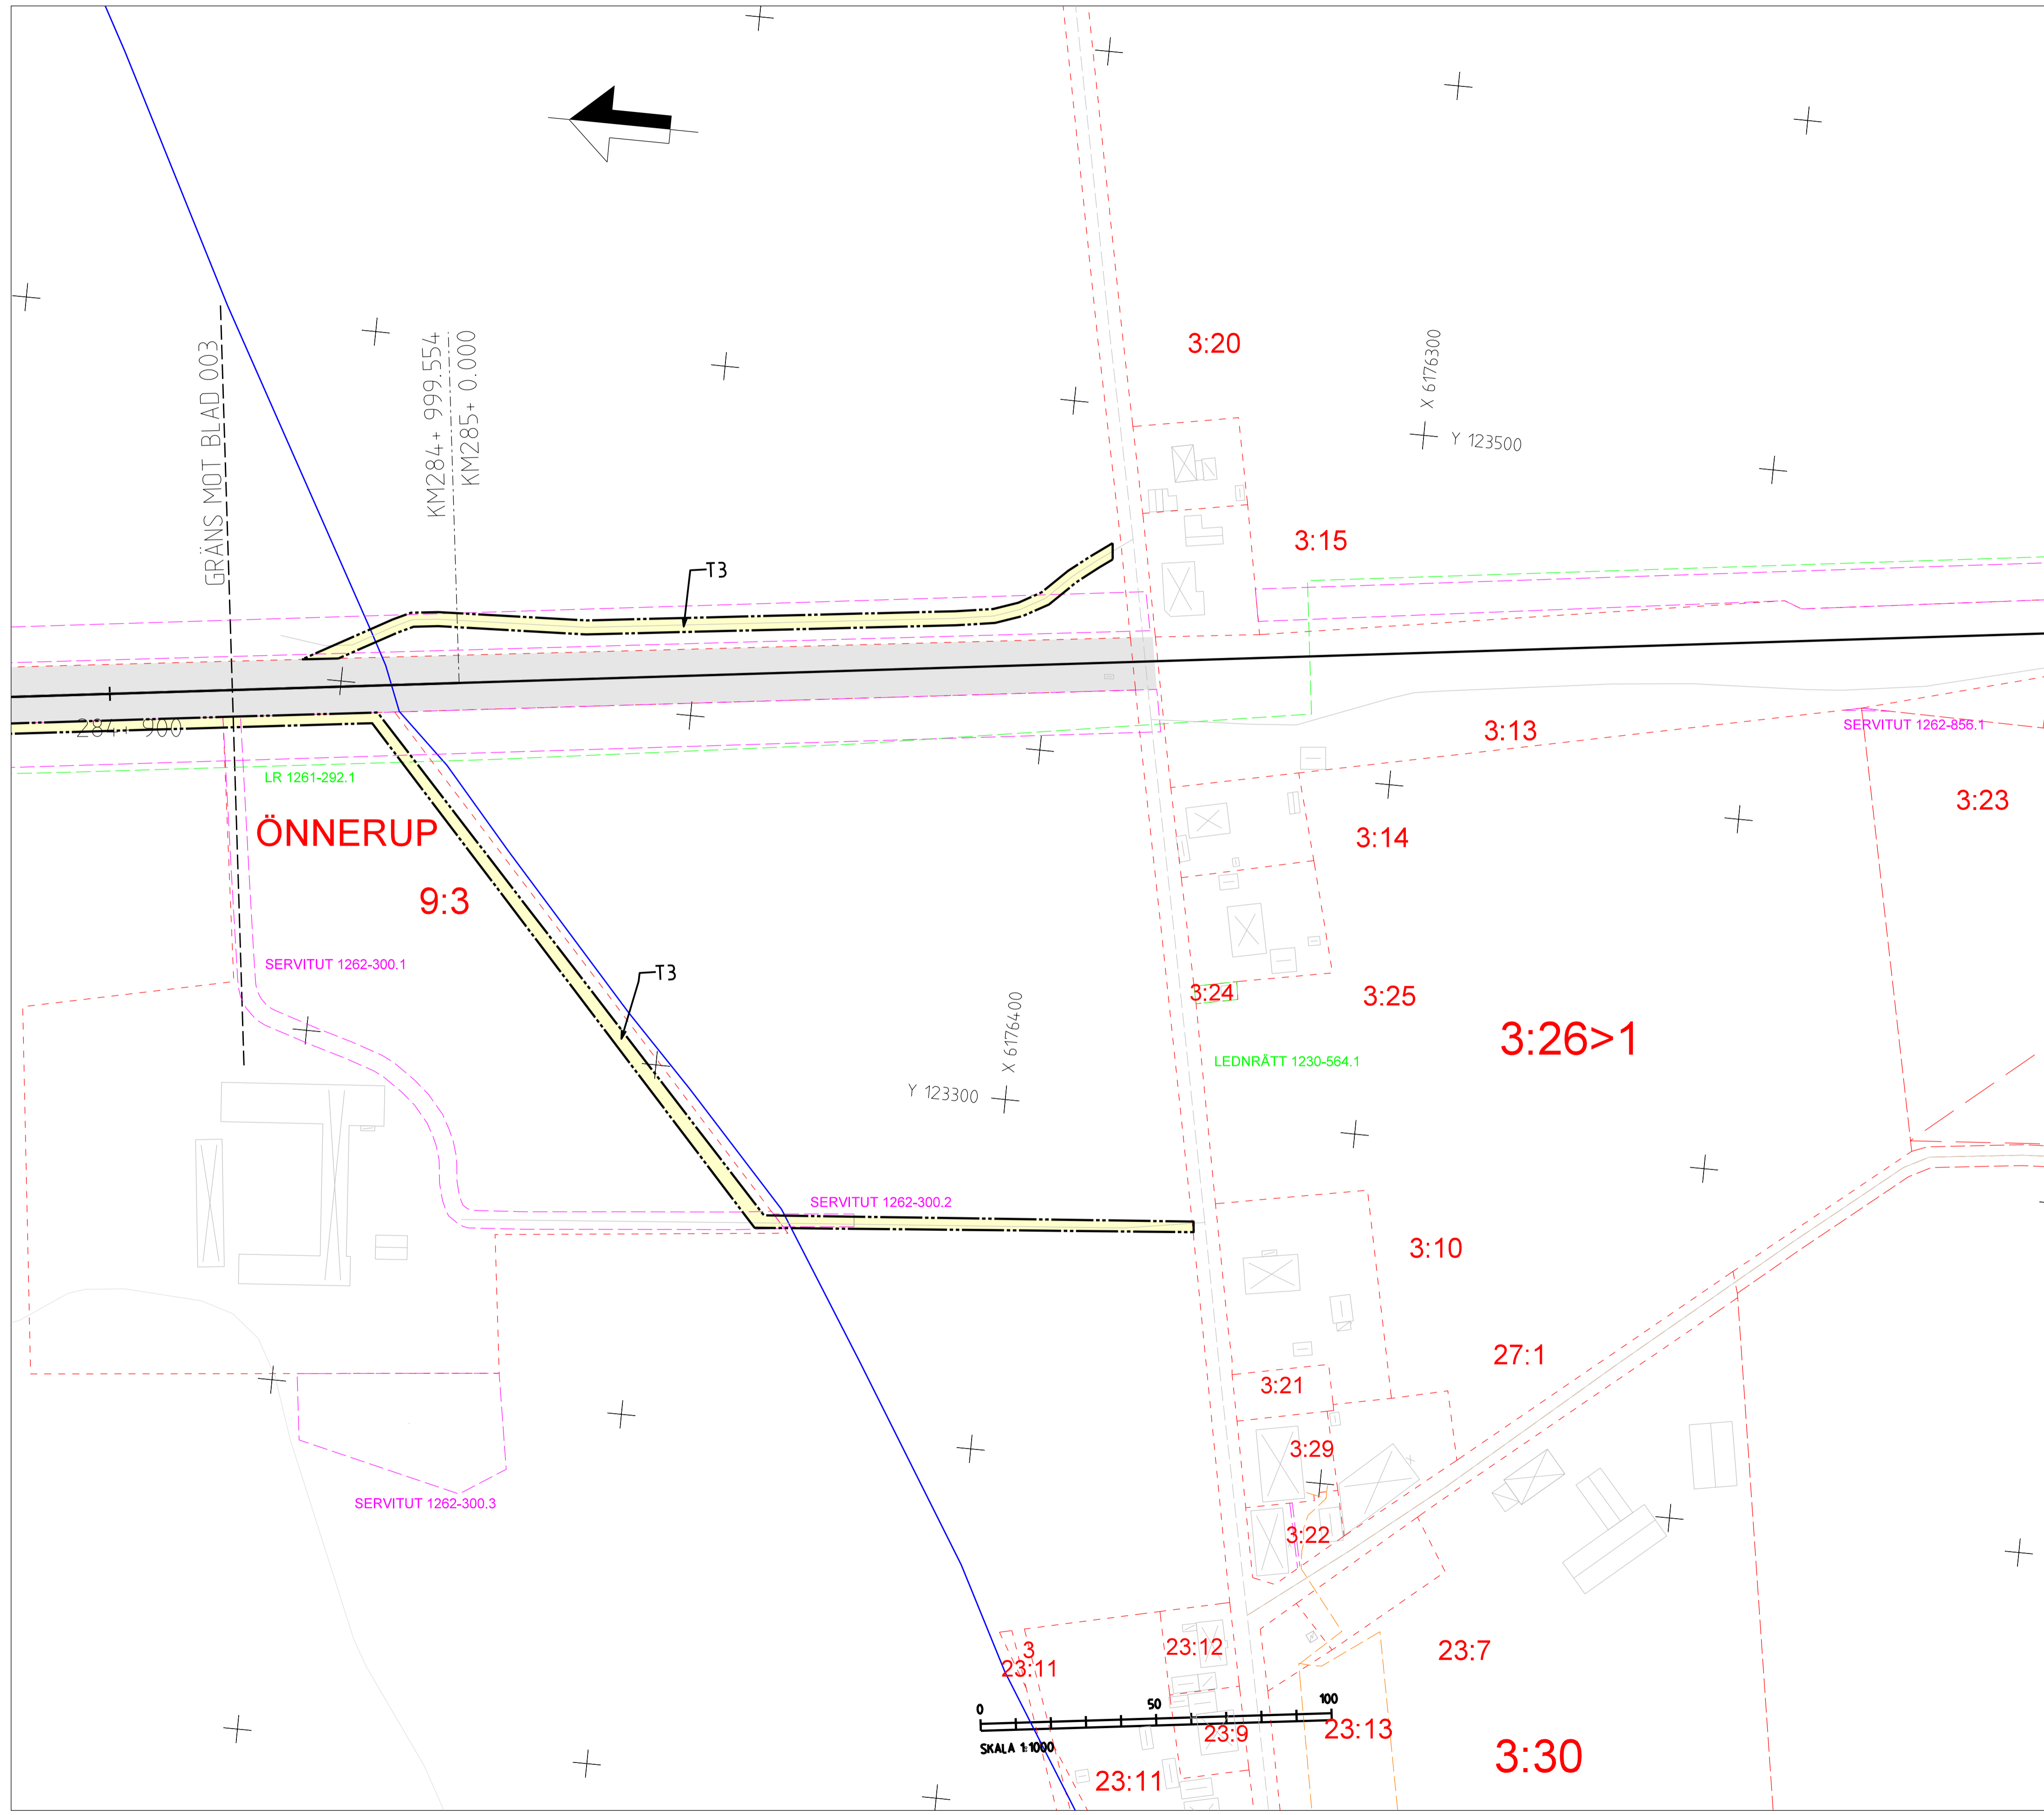 3:20
X 6176300
Y 123500
GRÄNS MOT BLAD 003
KM284+ 999.554
KM285+ 0.000
3:15
T3
284+ 900
3:13
SERVITUT 1262-856.1
LR 1261-292.1
3:23
ÖNNERUP
3:14
9:3
SERVITUT 1262-300.1
T3
3:24
3:25
X 6176400
3:26>1
LEDNRÄTT 1230-564.1
Y 123300
SERVITUT 1262-300.2
3:10
27:1
3:21
3:29
SERVITUT 1262-300.3
3:22
3
23:11
23:12
23:7
0 50 100
SKALA 1:1000
23:9
23:13
3:30
23:11